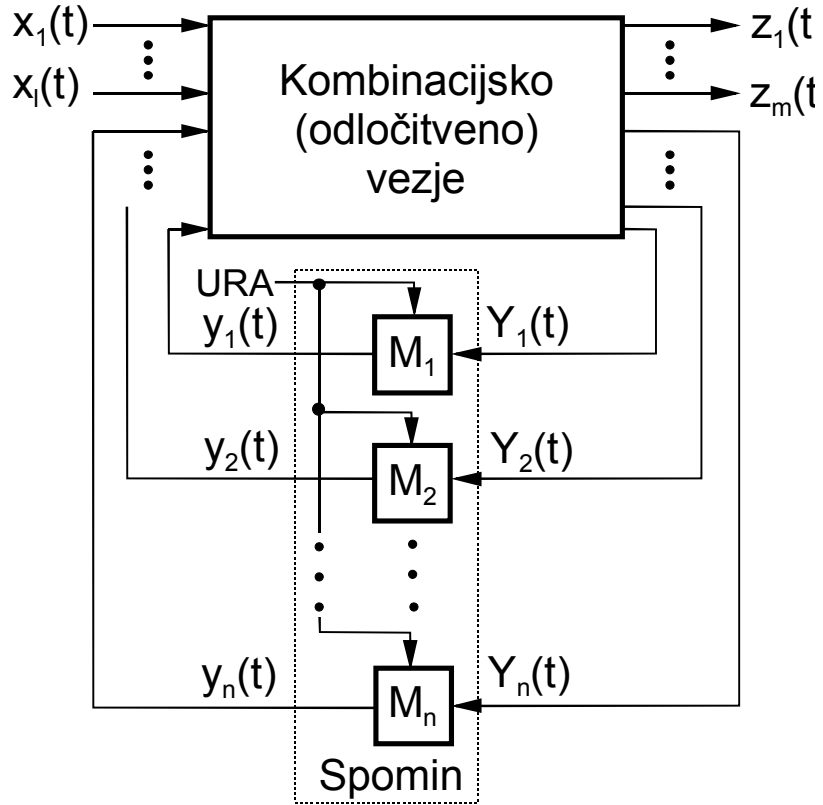 x₁(t)
z₁(t
xₗ(t)
zₘ(t
Kombinacijsko
(odločitveno)
vezje
URA
y₁(t)
M₁
Y₁(t)
y₂(t)
M₂
Y₂(t)
yₙ(t)
Mₙ
Yₙ(t)
Spomin